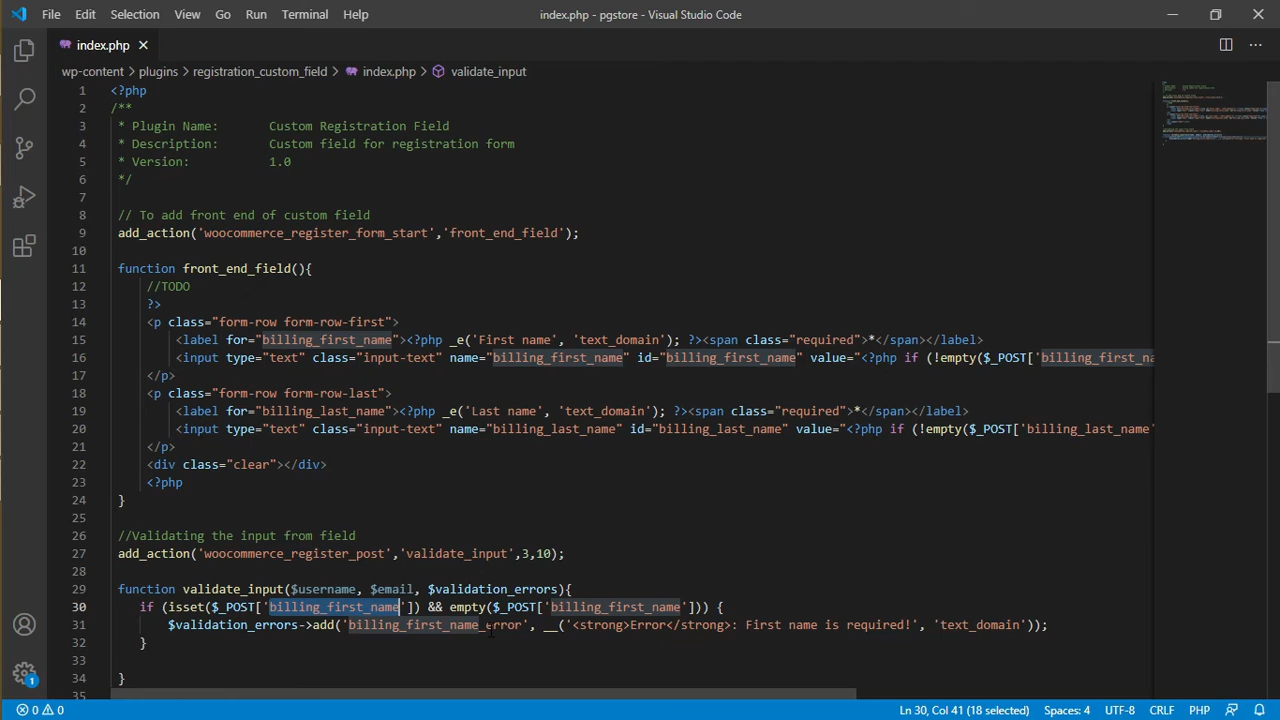 File Edit Selection View Go Run Terminal Help index.php - pgstore - Visual Studio Code
index.php
wp-content › plugins › registration_custom_field › index.php › validate_input
1 <?php
2 /**
3 * Plugin Name: Custom Registration Field
4 * Description: Custom field for registration form
5 * Version: 1.0
6 */
7
8 // To add front end of custom field
9 add_action('woocommerce_register_form_start','front_end_field');
10
11 function front_end_field(){
12 //TODO
13 ?>
14 <p class="form-row form-row-first">
15 <label for="billing_first_name"><?php _e('First name', 'text_domain'); ?><span class="required">*</span></label>
16 <input type="text" class="input-text" name="billing_first_name" id="billing_first_name" value="<?php if (!empty($_POST['billing_first_na
17 </p>
18 <p class="form-row form-row-last">
19 <label for="billing_last_name"><?php _e('Last name', 'text_domain'); ?><span class="required">*</span></label>
20 <input type="text" class="input-text" name="billing_last_name" id="billing_last_name" value="<?php if (!empty($_POST['billing_last_name'
21 </p>
22 <div class="clear"></div>
23 <?php
24 }
25
26 //Validating the input from field
27 add_action('woocommerce_register_post','validate_input',3,10);
28
29 function validate_input($username, $email, $validation_errors){
30 if (isset($_POST['billing_first_name']) && empty($_POST['billing_first_name'])) {
31 $validation_errors->add('billing_first_name_error', __('<strong>Error</strong>: First name is required!', 'text_domain'));
32 }
33
34 }
35
1
0 0 Ln 30, Col 41 (18 selected) Spaces: 4 UTF-8 CRLF PHP